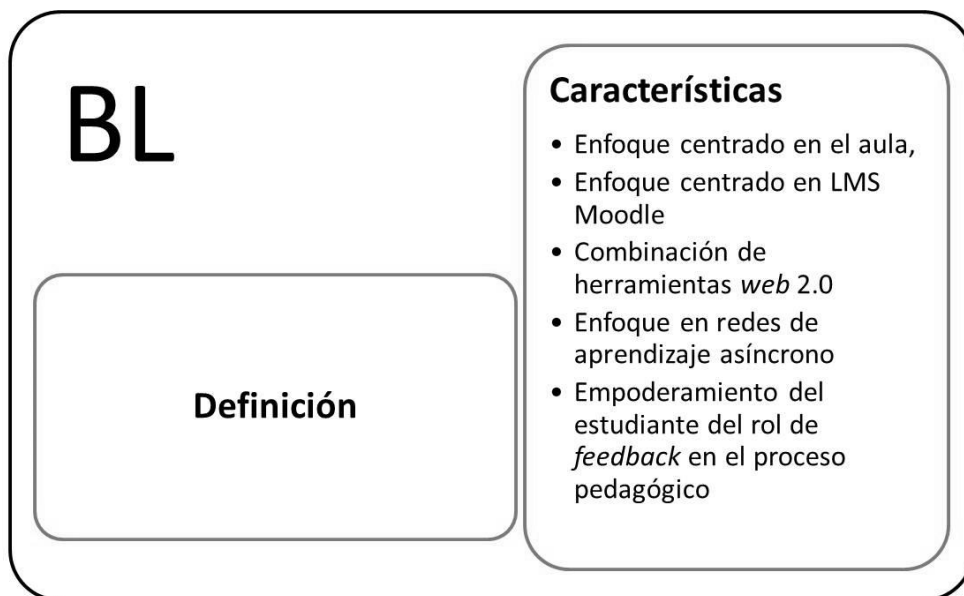 BL
Definición
Características
• Enfoque centrado en el aula,
• Enfoque centrado en LMS
Moodle
• Combinación de
herramientas web 2.0
• Enfoque en redes de
aprendizaje asíncrono
• Empoderamiento del
estudiante del rol de
feedback en el proceso
pedagógico